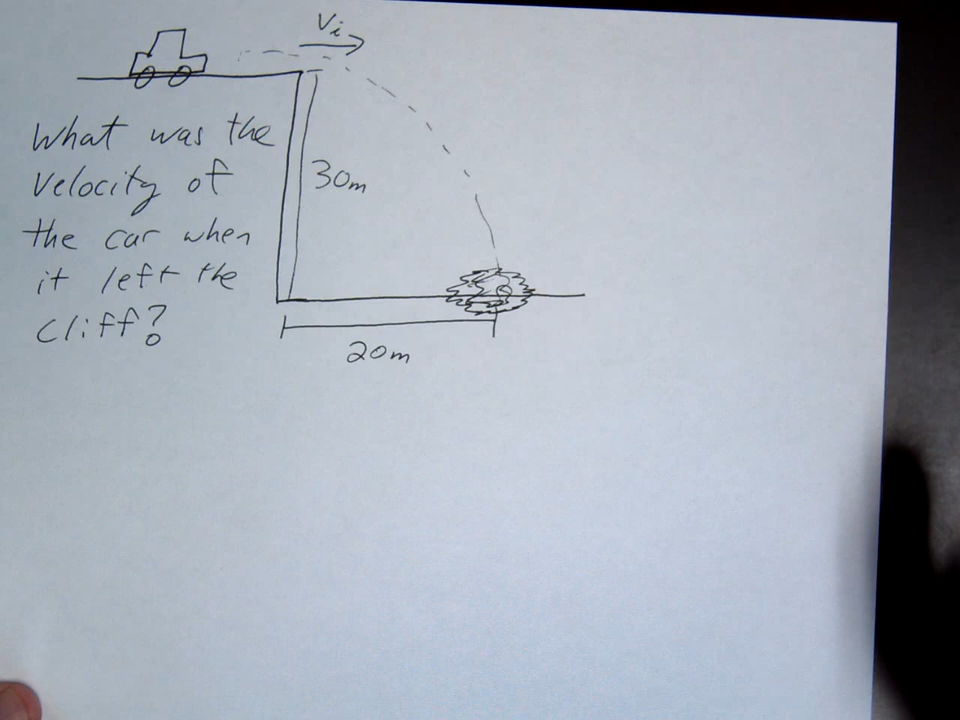 Vi
What was the
velocity of
the car when
it left the
cliff?
30m
20m